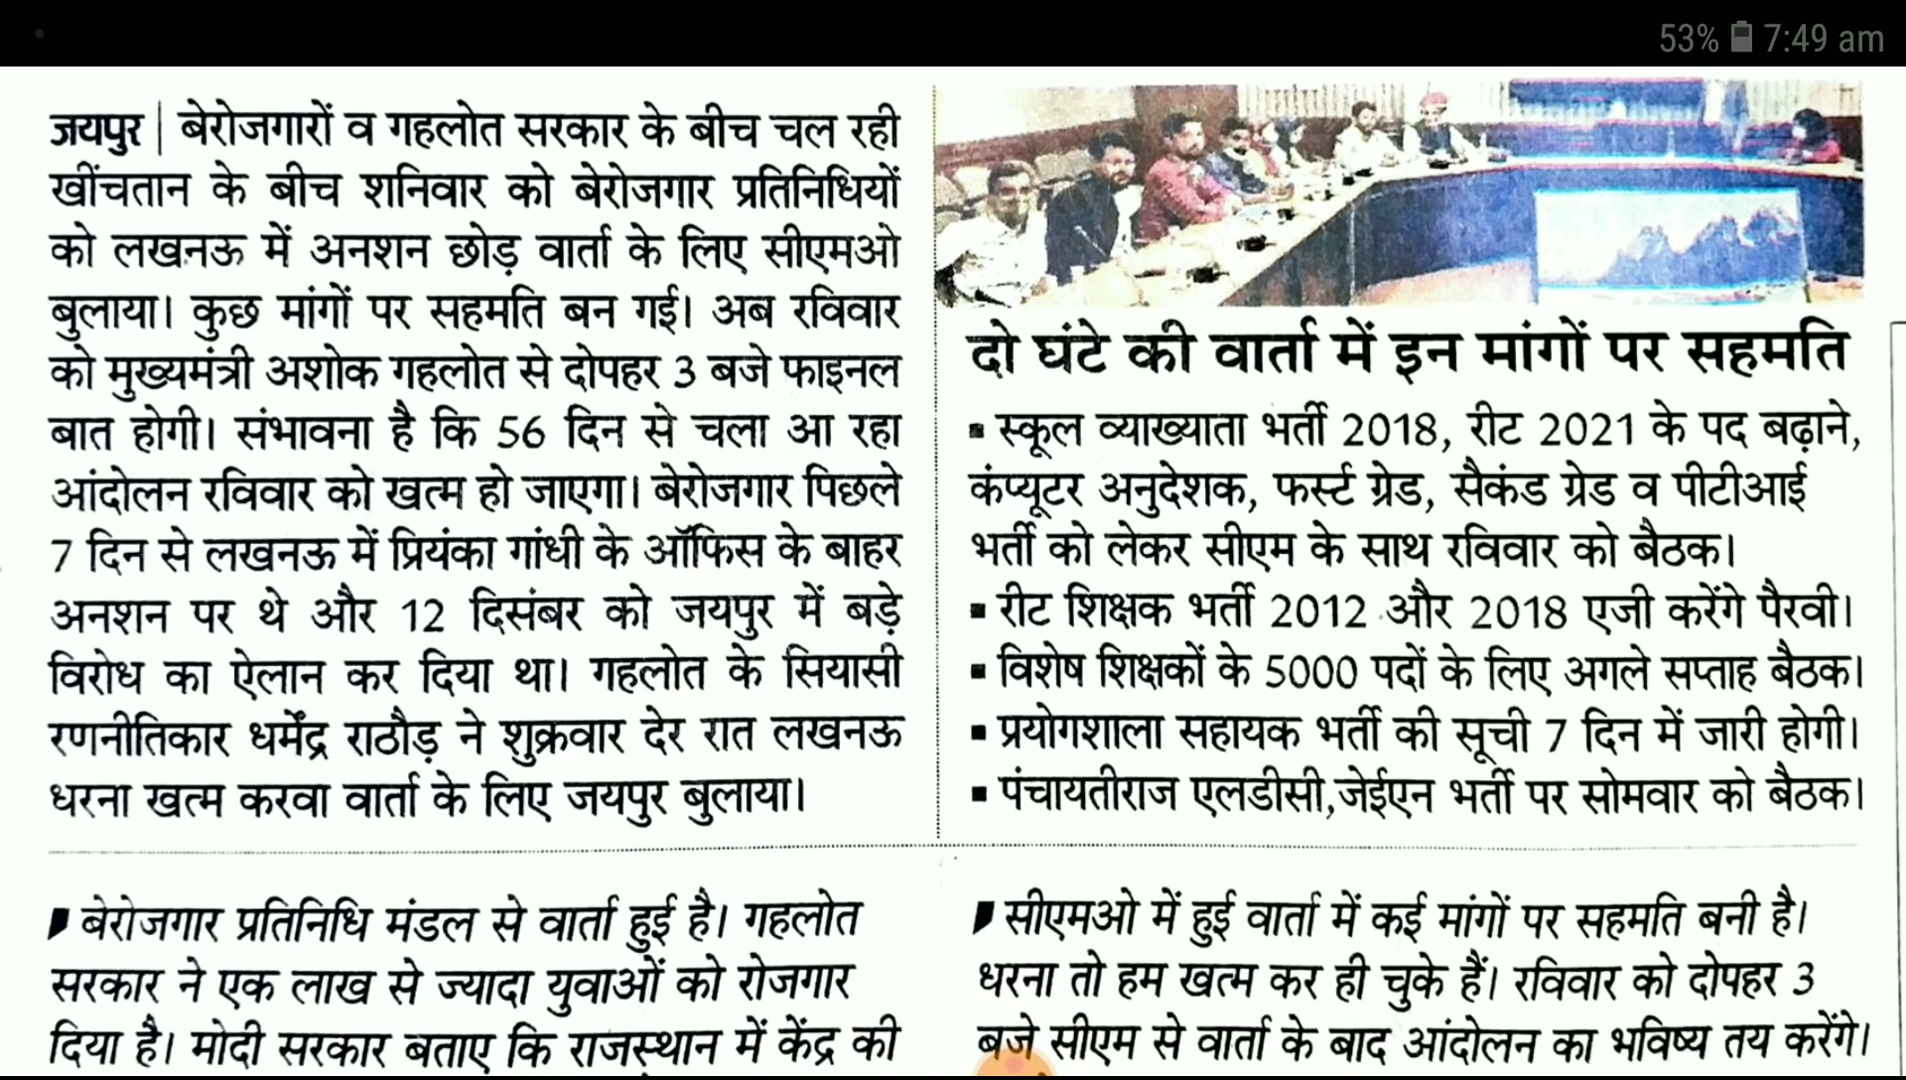 53% 7:49 am
जयपुर | बेरोजगारों व गहलोत सरकार के बीच चल रही
खींचतान के बीच शनिवार को बेरोजगार प्रतिनिधियों
को लखनऊ में अनशन छोड़ वार्ता के लिए सीएमओ
बुलाया। कुछ मांगों पर सहमति बन गई। अब रविवार
को मुख्यमंत्री अशोक गहलोत से दोपहर 3 बजे फाइनल
बात होगी। संभावना है कि 56 दिन से चला आ रहा
आंदोलन रविवार को खत्म हो जाएगा। बेरोजगार पिछले
7 दिन से लखनऊ में प्रियंका गांधी के ऑफिस के बाहर
अनशन पर थे और 12 दिसंबर को जयपुर में बड़े
विरोध का ऐलान कर दिया था। गहलोत के सियासी
रणनीतिकार धर्मेंद्र राठौड़ ने शुक्रवार देर रात लखनऊ
धरना खत्म करवा वार्ता के लिए जयपुर बुलाया।
दो घंटे की वार्ता में इन मांगों पर सहमति
▪ स्कूल व्याख्याता भर्ती 2018, रीट 2021 के पद बढ़ाने,
कंप्यूटर अनुदेशक, फर्स्ट ग्रेड, सैकंड ग्रेड व पीटीआई
भर्ती को लेकर सीएम के साथ रविवार को बैठक।
▪ रीट शिक्षक भर्ती 2012 और 2018 एजी करेंगे पैरवी।
▪ विशेष शिक्षकों के 5000 पदों के लिए अगले सप्ताह बैठक।
▪ प्रयोगशाला सहायक भर्ती की सूची 7 दिन में जारी होगी।
▪ पंचायतीराज एलडीसी,जेईएन भर्ती पर सोमवार को बैठक।
बेरोजगार प्रतिनिधि मंडल से वार्ता हुई है। गहलोत
सरकार ने एक लाख से ज्यादा युवाओं को रोजगार
दिया है। मोदी सरकार बताए कि राजस्थान में केंद्र की
सीएमओ में हुई वार्ता में कई मांगों पर सहमति बनी है।
धरना तो हम खत्म कर ही चुके हैं। रविवार को दोपहर 3
बजे सीएम से वार्ता के बाद आंदोलन का भविष्य तय करेंगे।